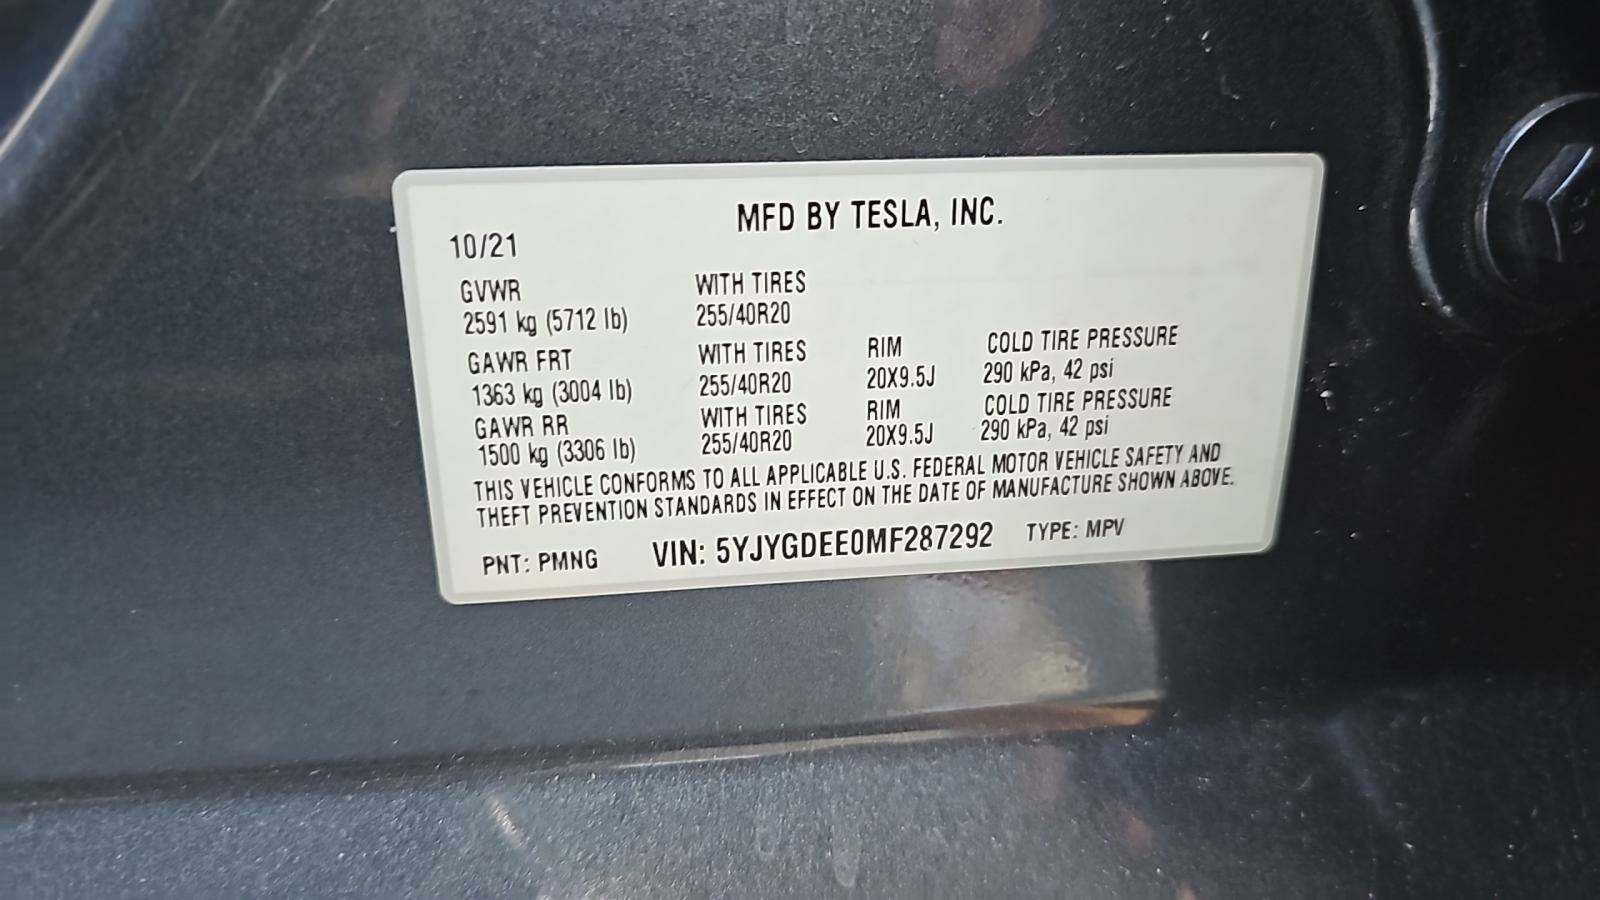 MFD BY TESLA, INC.
10/21
GVWR WITH TIRES
2591 kg (5712 lb) 255/40R20
GAWR FRT WITH TIRES RIM COLD TIRE PRESSURE
1363 kg (3004 lb) 255/40R20 20X9.5J 290 kPa, 42 psi
GAWR RR WITH TIRES RIM COLD TIRE PRESSURE
1500 kg (3306 lb) 255/40R20 20X9.5J 290 kPa, 42 psi
THIS VEHICLE CONFORMS TO ALL APPLICABLE U.S. FEDERAL MOTOR VEHICLE SAFETY AND
THEFT PREVENTION STANDARDS IN EFFECT ON THE DATE OF MANUFACTURE SHOWN ABOVE.
PNT: PMNG VIN: 5YJYGDEE0MF287292 TYPE: MPV